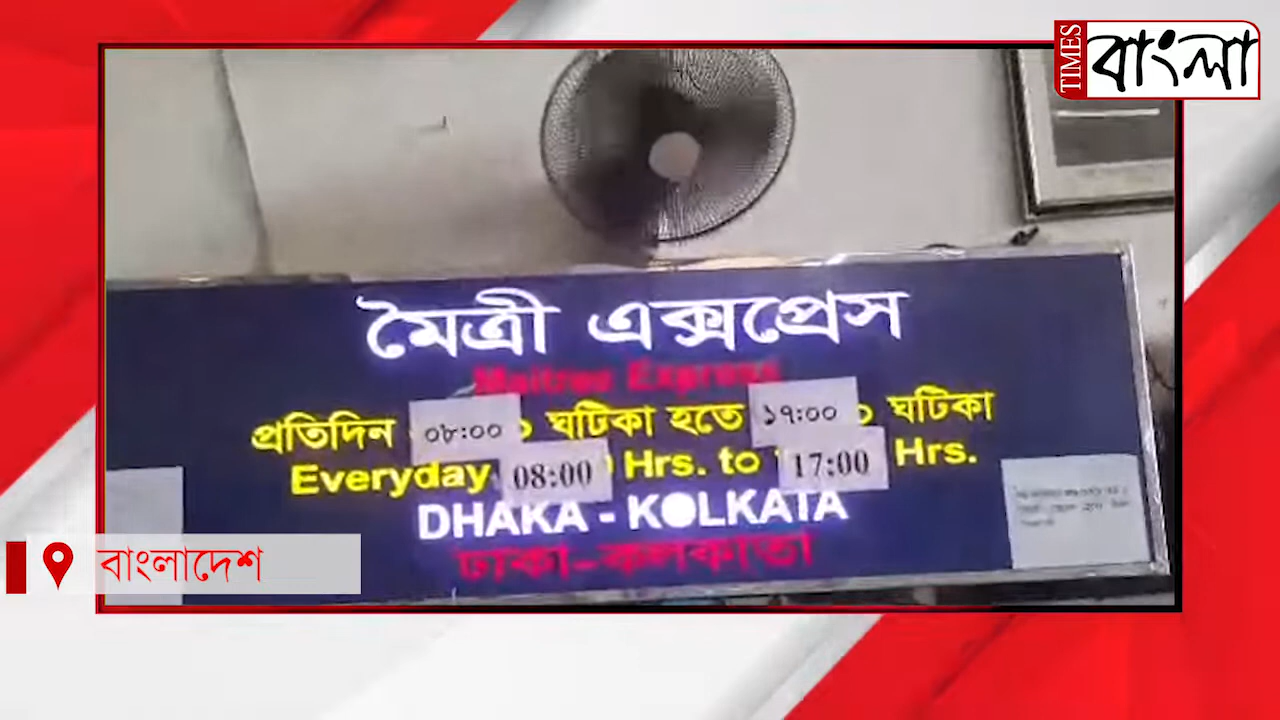 TIMES বাংলা
মৈত্রী এক্সপ্রেস
Maitree Express
প্রতিদিন ০৮:০০ ঘটিকা হতে ১৭:০০ ঘটিকা
Everyday 08:00 Hrs. to 17:00 Hrs.
DHAKA - KOLKATA
ঢাকা-কলকাতা
বাংলাদেশ